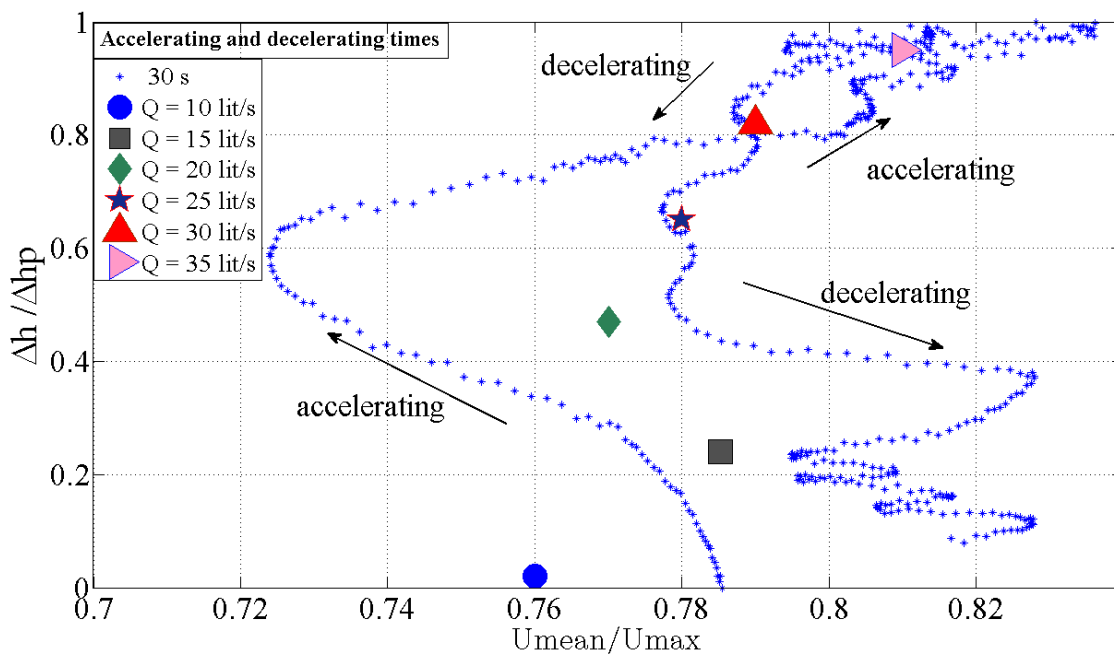 Accelerating and decelerating times
30 s
Q = 10 lit/s
Q = 15 lit/s
Q = 20 lit/s
Q = 25 lit/s
Q = 30 lit/s
Q = 35 lit/s
decelerating
accelerating
decelerating
accelerating
1
0.8
0.6
0.4
0.2
0
Δh /Δhp
0.7 0.72 0.74 0.76 0.78 0.8 0.82
Umean/Umax